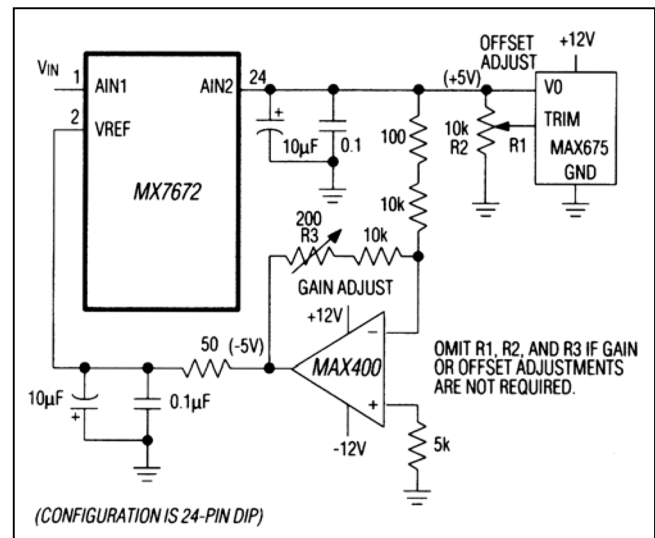 OFFSET
ADJUST
+12V
VIN
1
AIN1
AIN2
24
(+5V)
V0
2
VREF
10µF
+
0.1
100
10k
R2
R1
TRIM
MAX675
GND
MX7672
10k
200
R3
10k
GAIN ADJUST
+12V
−
50
(-5V)
MAX400
OMIT R1, R2, AND R3 IF GAIN
OR OFFSET ADJUSTMENTS
ARE NOT REQUIRED.
10µF
+
0.1µF
+
-12V
5k
(CONFIGURATION IS 24-PIN DIP)